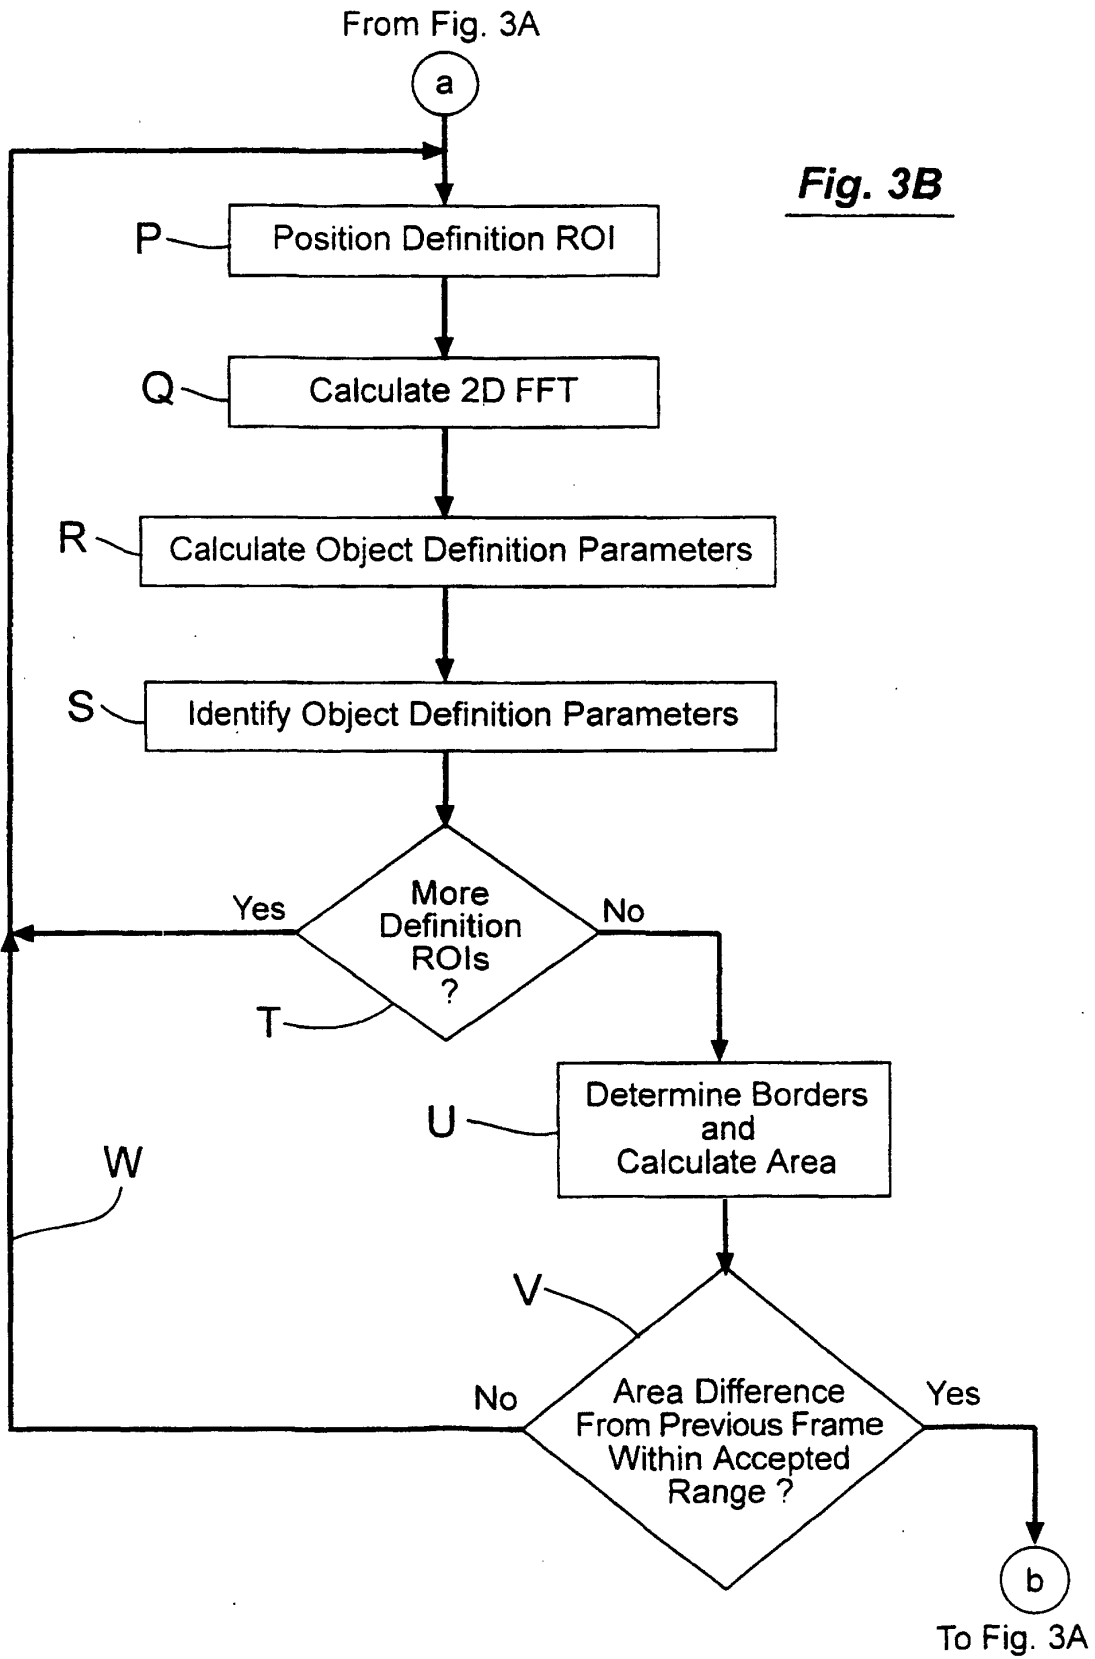 From Fig. 3A
a
Fig. 3B
P
Position Definition ROI
Q
Calculate 2D FFT
R
Calculate Object Definition Parameters
S
Identify Object Definition Parameters
Yes
More
Definition
ROIs
?
No
T
U
Determine Borders
and
Calculate Area
W
V
No
Area Difference
From Previous Frame
Within Accepted
Range ?
Yes
b
To Fig. 3A